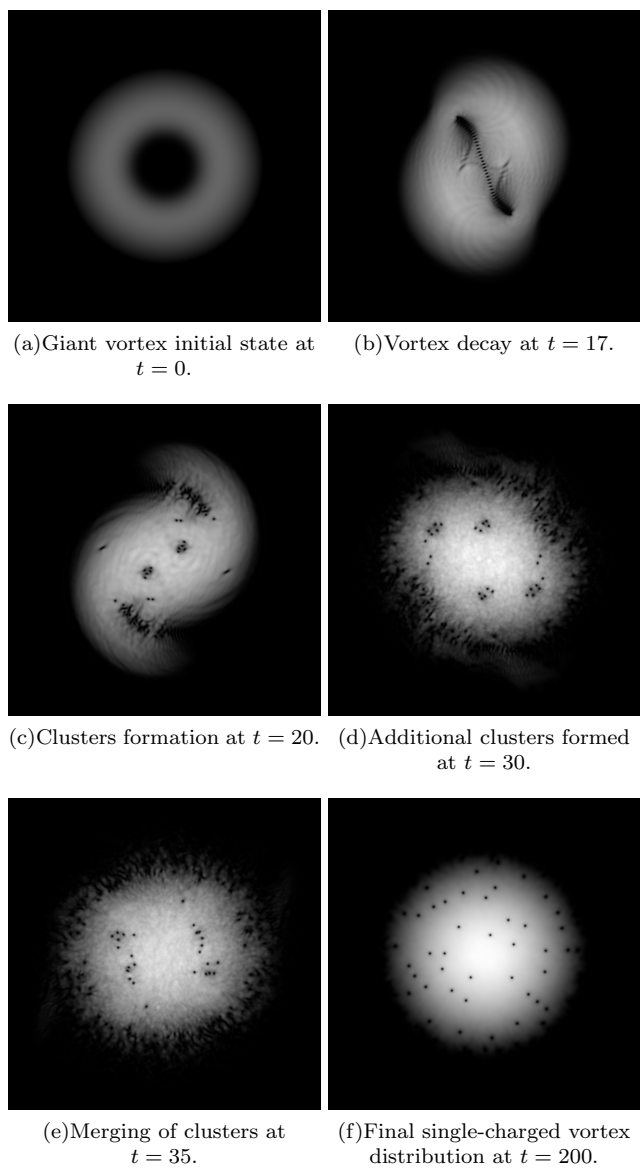 (a)Giant vortex initial state at
t = 0.
(b)Vortex decay at t = 17.
(c)Clusters formation at t = 20.
(d)Additional clusters formed
at t = 30.
(e)Merging of clusters at
t = 35.
(f)Final single-charged vortex
distribution at t = 200.